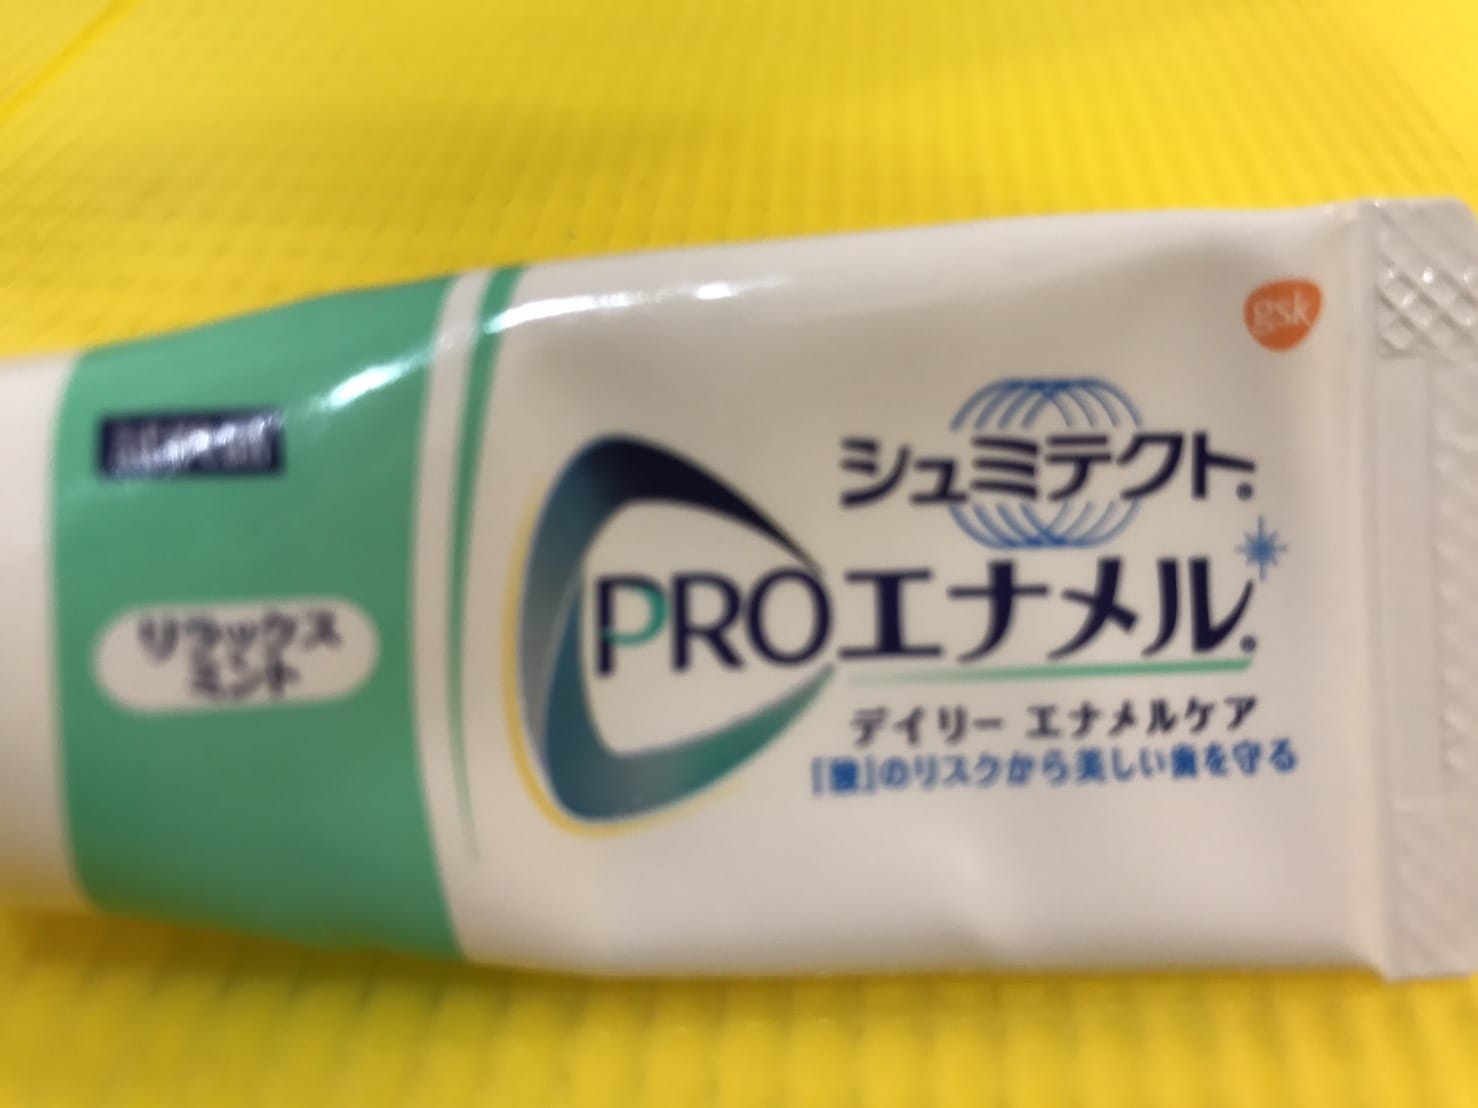 gsk
シュミテクト®
PROエナメル®
デイリー エナメルケア
「酸」のリスクから美しい歯を守る
リラックス
ミント